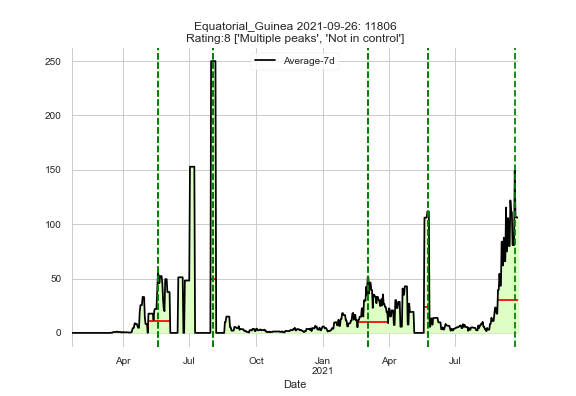 Equatorial_Guinea 2021-09-26: 11806
Rating:8 ['Multiple peaks', 'Not in control']
Average-7d
250
200
150
100
50
0
Apr
Jul
Oct
Jan
2021
Apr
Jul
Date